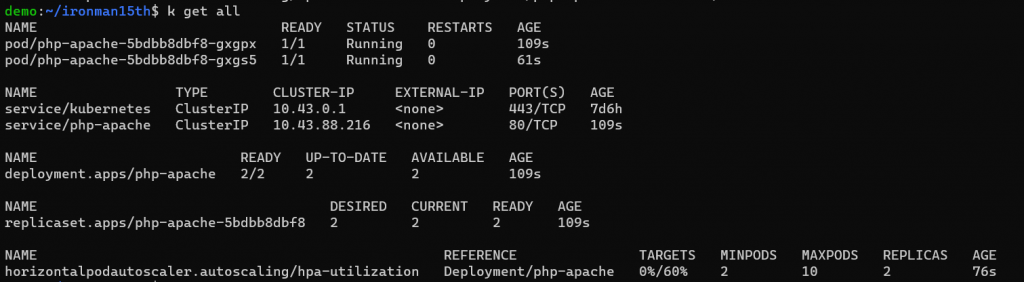 demo:~/ironman15th$ k get all
NAME READY STATUS RESTARTS AGE
pod/php-apache-5bdbb8dbf8-gxgpx 1/1 Running 0 109s
pod/php-apache-5bdbb8dbf8-gxgs5 1/1 Running 0 61s
NAME TYPE CLUSTER-IP EXTERNAL-IP PORT(S) AGE
service/kubernetes ClusterIP 10.43.0.1 <none> 443/TCP 7d6h
service/php-apache ClusterIP 10.43.88.216 <none> 80/TCP 109s
NAME READY UP-TO-DATE AVAILABLE AGE
deployment.apps/php-apache 2/2 2 2 109s
NAME DESIRED CURRENT READY AGE
replicaset.apps/php-apache-5bdbb8dbf8 2 2 2 109s
NAME REFERENCE TARGETS MINPODS MAXPODS REPLICAS AGE
horizontalpodautoscaler.autoscaling/hpa-utilization Deployment/php-apache 0%/60% 2 10 2 76s